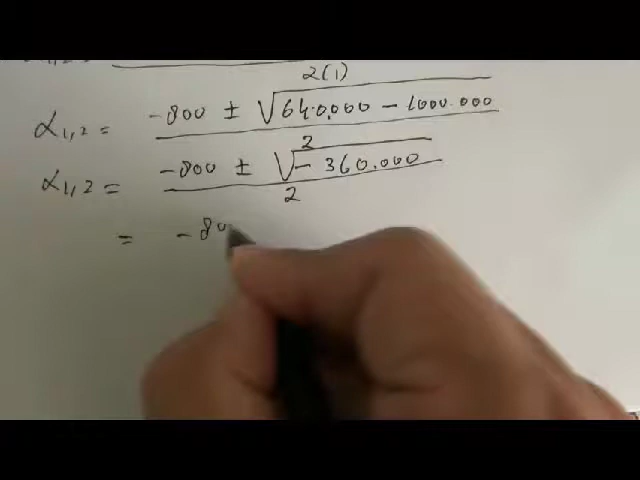 2(1)
α1,2 = -800 ± √640.000 - 1000.000
2
α1,2 = -800 ± √-360.000
2
= -80